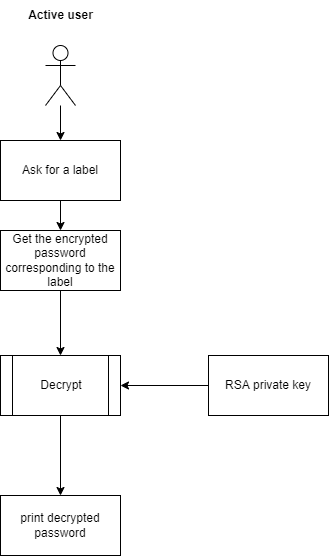 Active user
Ask for a label
Get the encrypted
password
corresponding to the
label
Decrypt
RSA private key
print decrypted
password